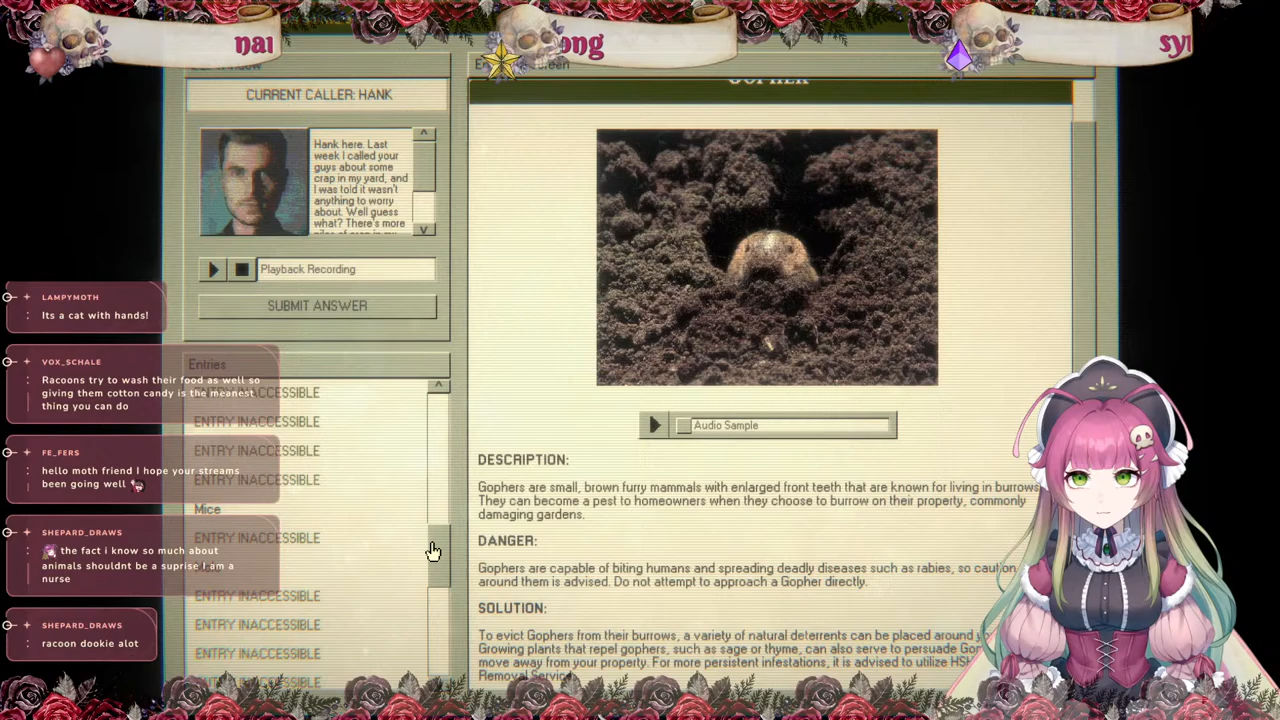 nai
ong
syr
CURRENT CALLER: HANK
Hank here. Last
week I called your
guys about some
crap in my yard, and
I was told it wasn't
anything to worry
about. Well guess
what? There's more
Playback Recording
SUBMIT ANSWER
Entries
ENTRY INACCESSIBLE
ENTRY INACCESSIBLE
ENTRY INACCESSIBLE
ENTRY INACCESSIBLE
Mice
ENTRY INACCESSIBLE
ENTRY INACCESSIBLE
ENTRY INACCESSIBLE
ENTRY INACCESSIBLE
GOPHER
Audio Sample
DESCRIPTION:
Gophers are small, brown furry mammals with enlarged front teeth that are known for living in burrows.
They can become a pest to homeowners when they choose to burrow on their property, commonly
damaging gardens.
DANGER:
Gophers are capable of biting humans and spreading deadly diseases such as rabies, so caution
around them is advised. Do not attempt to approach a Gopher directly.
SOLUTION:
To evict Gophers from their burrows, a variety of natural deterrents can be placed around
Growing plants that repel gophers, such as sage or thyme, can also serve to persuade
move away from your property. For more persistent infestations, it is advised to utilize
Removal
LAMPYMOTH
Its a cat with hands!
VOX_SCHALE
Racoons try to wash their food as well so
giving them cotton candy is the meanest
thing you can do
FE_FERS
hello moth friend I hope your streams
been going well
SHEPARD_DRAWS
the fact i know so much about
animals shouldnt be a suprise I am a
nurse
SHEPARD_DRAWS
racoon dookie alot